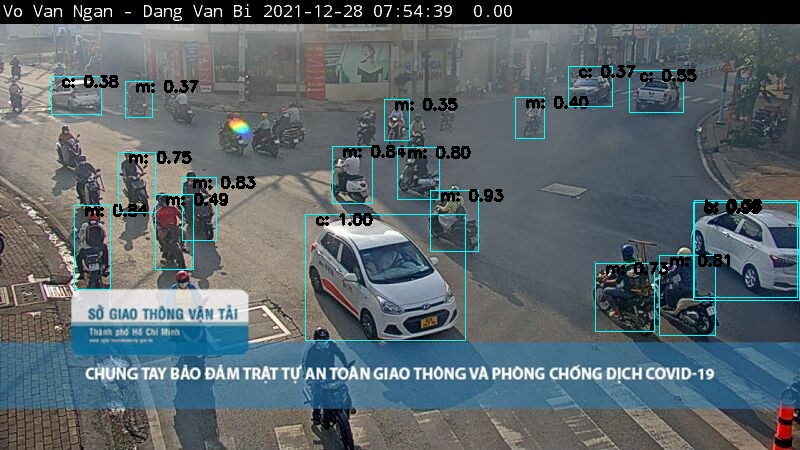 Vo Van Ngan - Dang Van Bi 2021-12-28 07:54:39  0.00
c: 0.38
m: 0.37
m: 0.35
m: 0.40
c: 0.37
c: 0.55
m: 0.75
m: 0.84
m: 0.80
m: 0.83
m: 0.49
m: 0.84
m: 0.93
c: 1.00
m: 0.73
m: 0.81
SỞ GIAO THÔNG VẬN TẢI
Thành phố Hồ Chí Minh
CHUNG TAY BẢO ĐẢM TRẬT TỰ AN TOÀN GIAO THÔNG VÀ PHÒNG CHỐNG DỊCH COVID-19